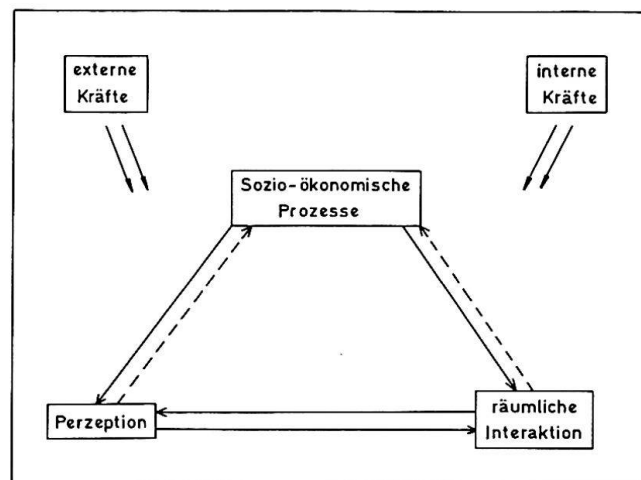 externe
Kräfte
interne
Kräfte
Sozio-ökonomische
Prozesse
Perzeption
räumliche
Interaktion